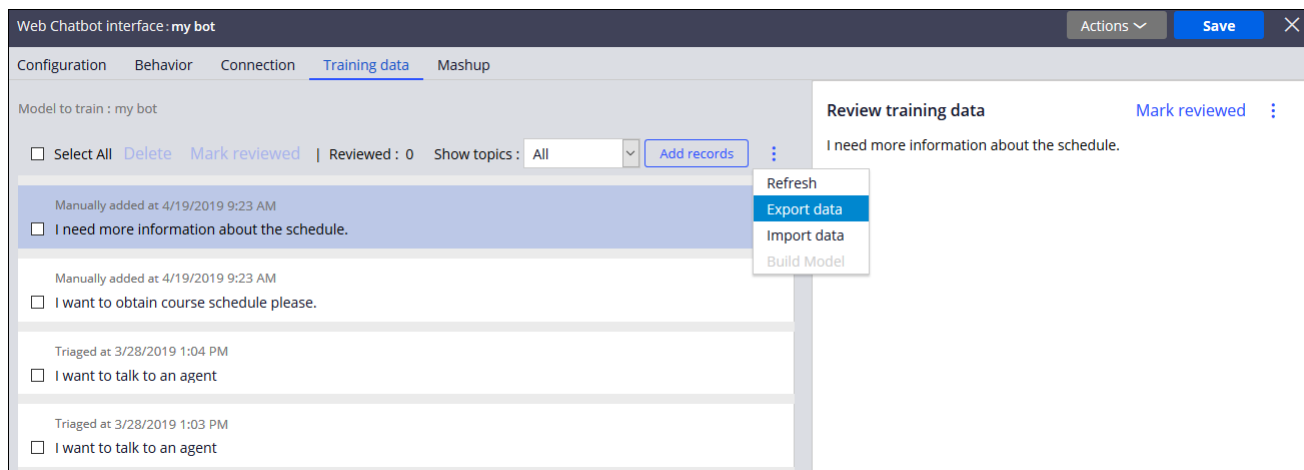 Web Chatbot interface: my bot
Actions
Save
Configuration Behavior Connection Training data Mashup
Model to train : my bot
Select All Delete Mark reviewed | Reviewed : 0 Show topics : All Add records
Refresh
Export data
Import data
Build Model
Manually added at 4/19/2019 9:23 AM
I need more information about the schedule.
Manually added at 4/19/2019 9:23 AM
I want to obtain course schedule please.
Triaged at 3/28/2019 1:04 PM
I want to talk to an agent
Triaged at 3/28/2019 1:03 PM
I want to talk to an agent
Review training data Mark reviewed
I need more information about the schedule.